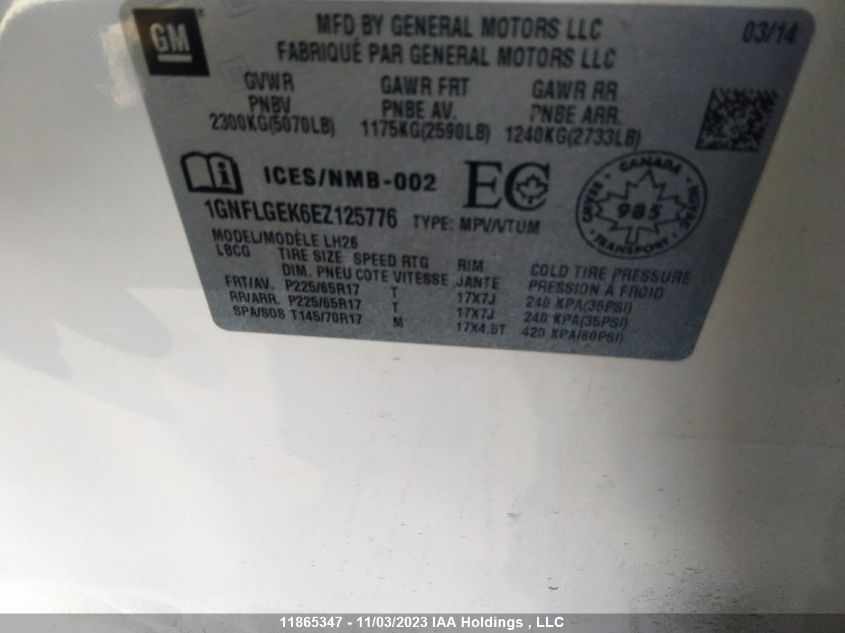 GM
MFD BY GENERAL MOTORS LLC
03/14
FABRIQUÉ PAR GENERAL MOTORS LLC
GVWR GAWR FRT GAWR RR
PNBV PNBE AV. PNBE ARR.
2300KG(5070LB) 1175KG(2590LB) 1240KG(2733LB)
ICES/NMB-002 EC
CANADA
985
TRANSPORT
1GNFLGEK6EZ125776 TYPE: MPV/VTUM
MODEL/MODÈLE LH26
LBCG TIRE SIZE SPEED RTG RIM COLD TIRE PRESSURE
DIM. PNEU COTE VITESSE JANTE PRESSION À FROID
FRT/AV. P225/65R17 T 17X7J 240 KPA(35PSI)
RR/ARR. P225/65R17 T 17X7J 240 KPA(35PSI)
SPA/SOS T145/70R17 M 17X4.5T 420 KPA(60PSI)
11865347 - 11/03/2023 IAA Holdings , LLC